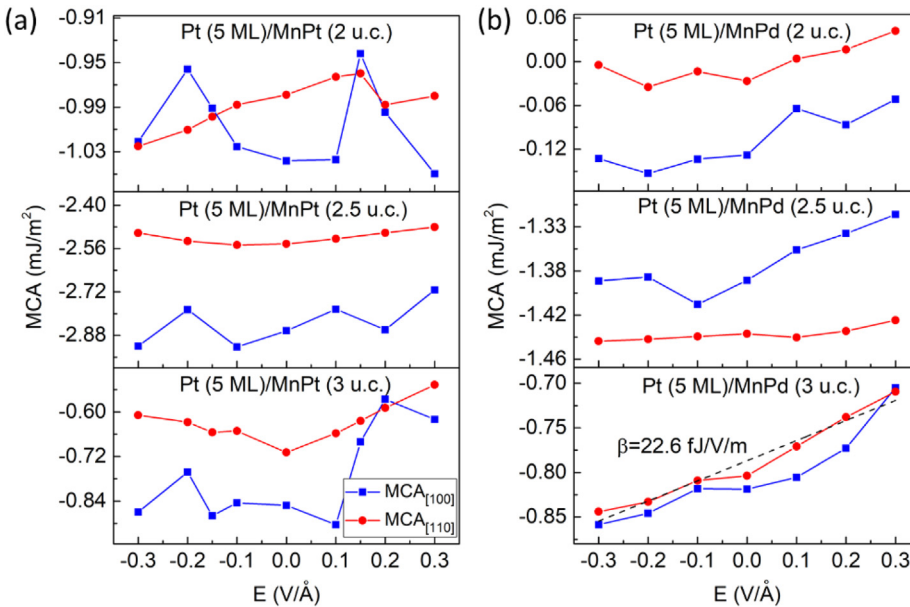 (a)
Pt (5 ML)/MnPt (2 u.c.)
-0.91
-0.95
-0.99
-1.03
Pt (5 ML)/MnPt (2.5 u.c.)
-2.40
-2.56
-2.72
-2.88
MCA (mJ/m²)
Pt (5 ML)/MnPt (3 u.c.)
-0.60
-0.72
-0.84
MCA[100]
MCA[110]
-0.3 -0.2 -0.1 0.0 0.1 0.2 0.3
E (V/Å)
(b)
Pt (5 ML)/MnPd (2 u.c.)
0.06
0.00
-0.06
-0.12
Pt (5 ML)/MnPd (2.5 u.c.)
-1.33
-1.38
-1.42
-1.46
MCA (mJ/m²)
Pt (5 ML)/MnPd (3 u.c.)
-0.70
-0.75
-0.80
-0.85
β=22.6 fJ/V/m
-0.3 -0.2 -0.1 0.0 0.1 0.2 0.3
E (V/Å)